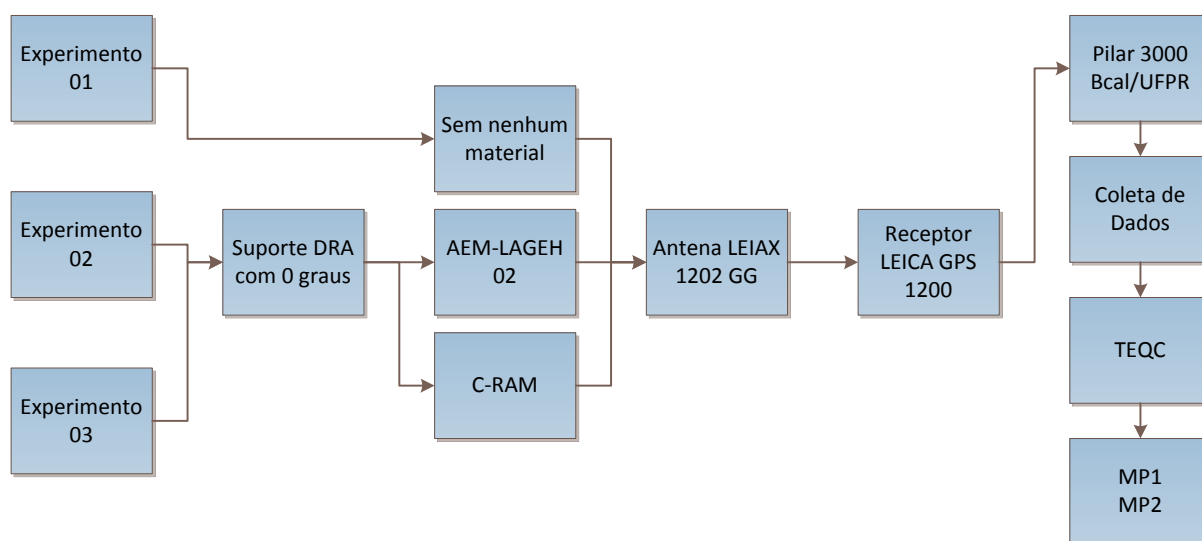 Experimento
01
Experimento
02
Experimento
03
Suporte DRA
com 0 graus
Sem nenhum
material
AEM-LAGEH
02
C-RAM
Antena LEIAX
1202 GG
Receptor
LEICA GPS
1200
Pilar 3000
Bcal/UFPR
Coleta de
Dados
TEQC
MP1
MP2